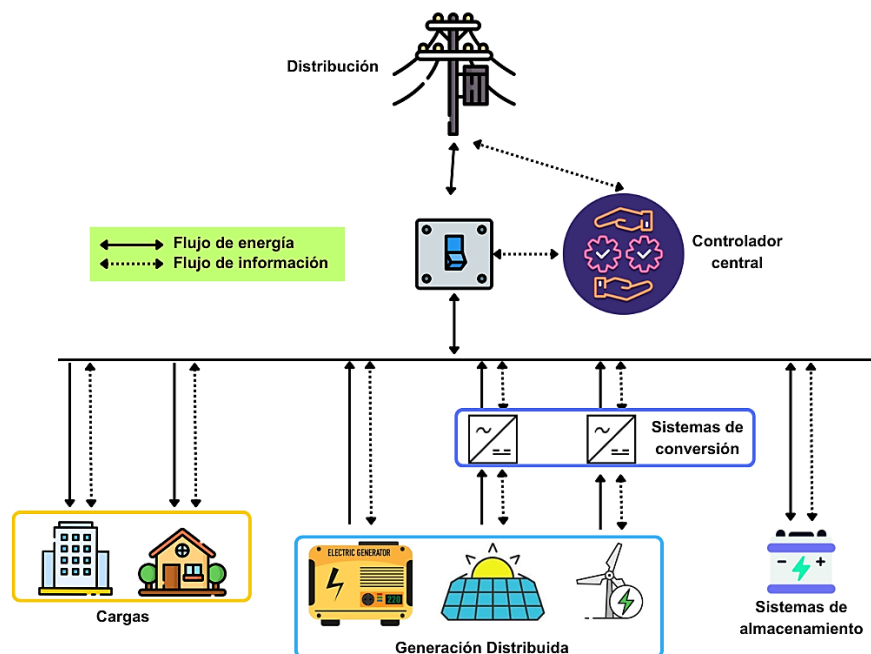 Distribución
Flujo de energía
Flujo de información
Controlador
central
Sistemas de
conversión
ELECTRIC GENERATOR
220
Cargas
Generación Distribuida
Sistemas de
almacenamiento